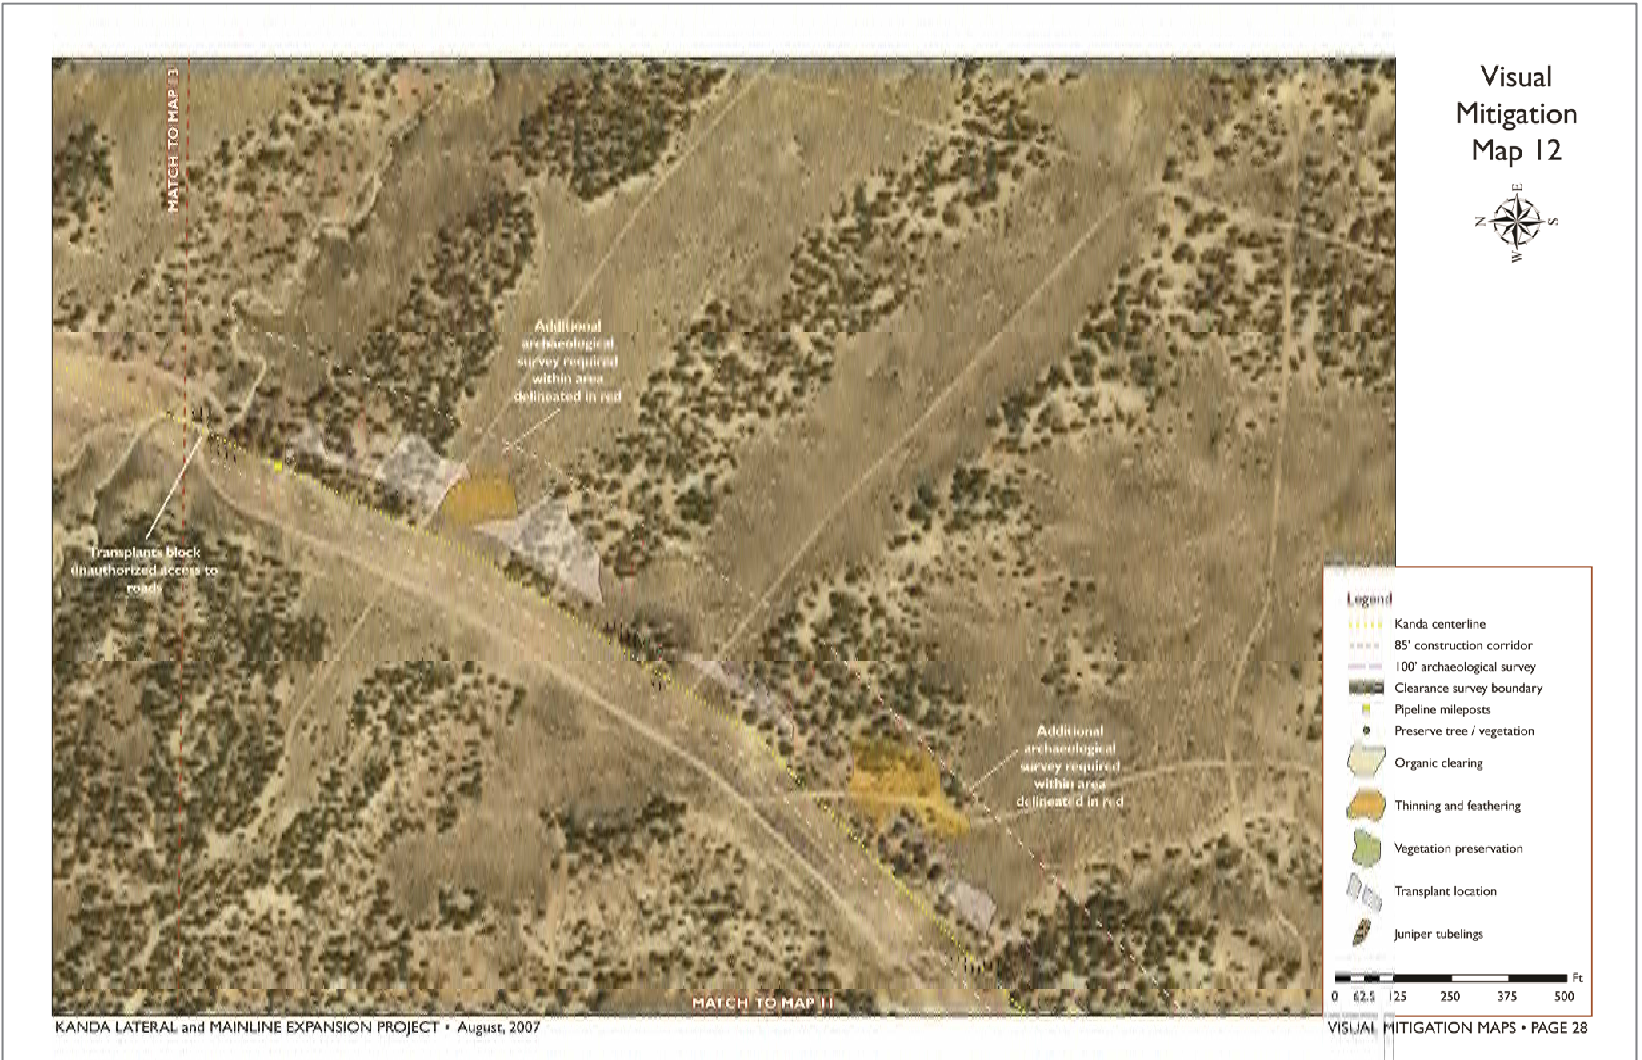 Visual
Mitigation
Map 12
E
N
S
W
MATCH TO MAP 13
Additional
archaeological
survey required
within area
delineated in red
Transplants block
unauthorized access to
roads
Additional
archaeological
survey required
within area
delineated in red
MATCH TO MAP 11
Legend
Kanda centerline
85' construction corridor
100' archaeological survey
Clearance survey boundary
Pipeline mileposts
Preserve tree / vegetation
Organic clearing
Thinning and feathering
Vegetation preservation
Transplant location
Juniper tubelings
Ft
0 62.5 125 250 375 500
KANDA LATERAL and MAINLINE EXPANSION PROJECT • August, 2007
VISUAL MITIGATION MAPS • PAGE 28